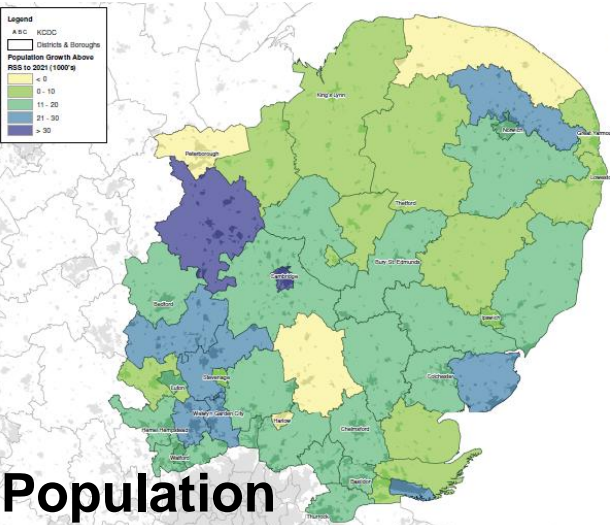 Legend
ABC KCDC
Districts & Boroughs
Population Growth Above
RSS to 2021 (1000's)
< 0
0 - 10
11 - 20
21 - 30
> 30
King's Lynn
Norwich
Great Yarmou
Peterborough
Lowestof
Thetford
Bury St. Edmunds
Cambridge
Bedford
Ipswich
Stevenage
Luton
Colchester
Welwyn Garden City
Harlow
Hemel Hempstead
Chelmsford
Watford
Basildon
Thurrock
Population